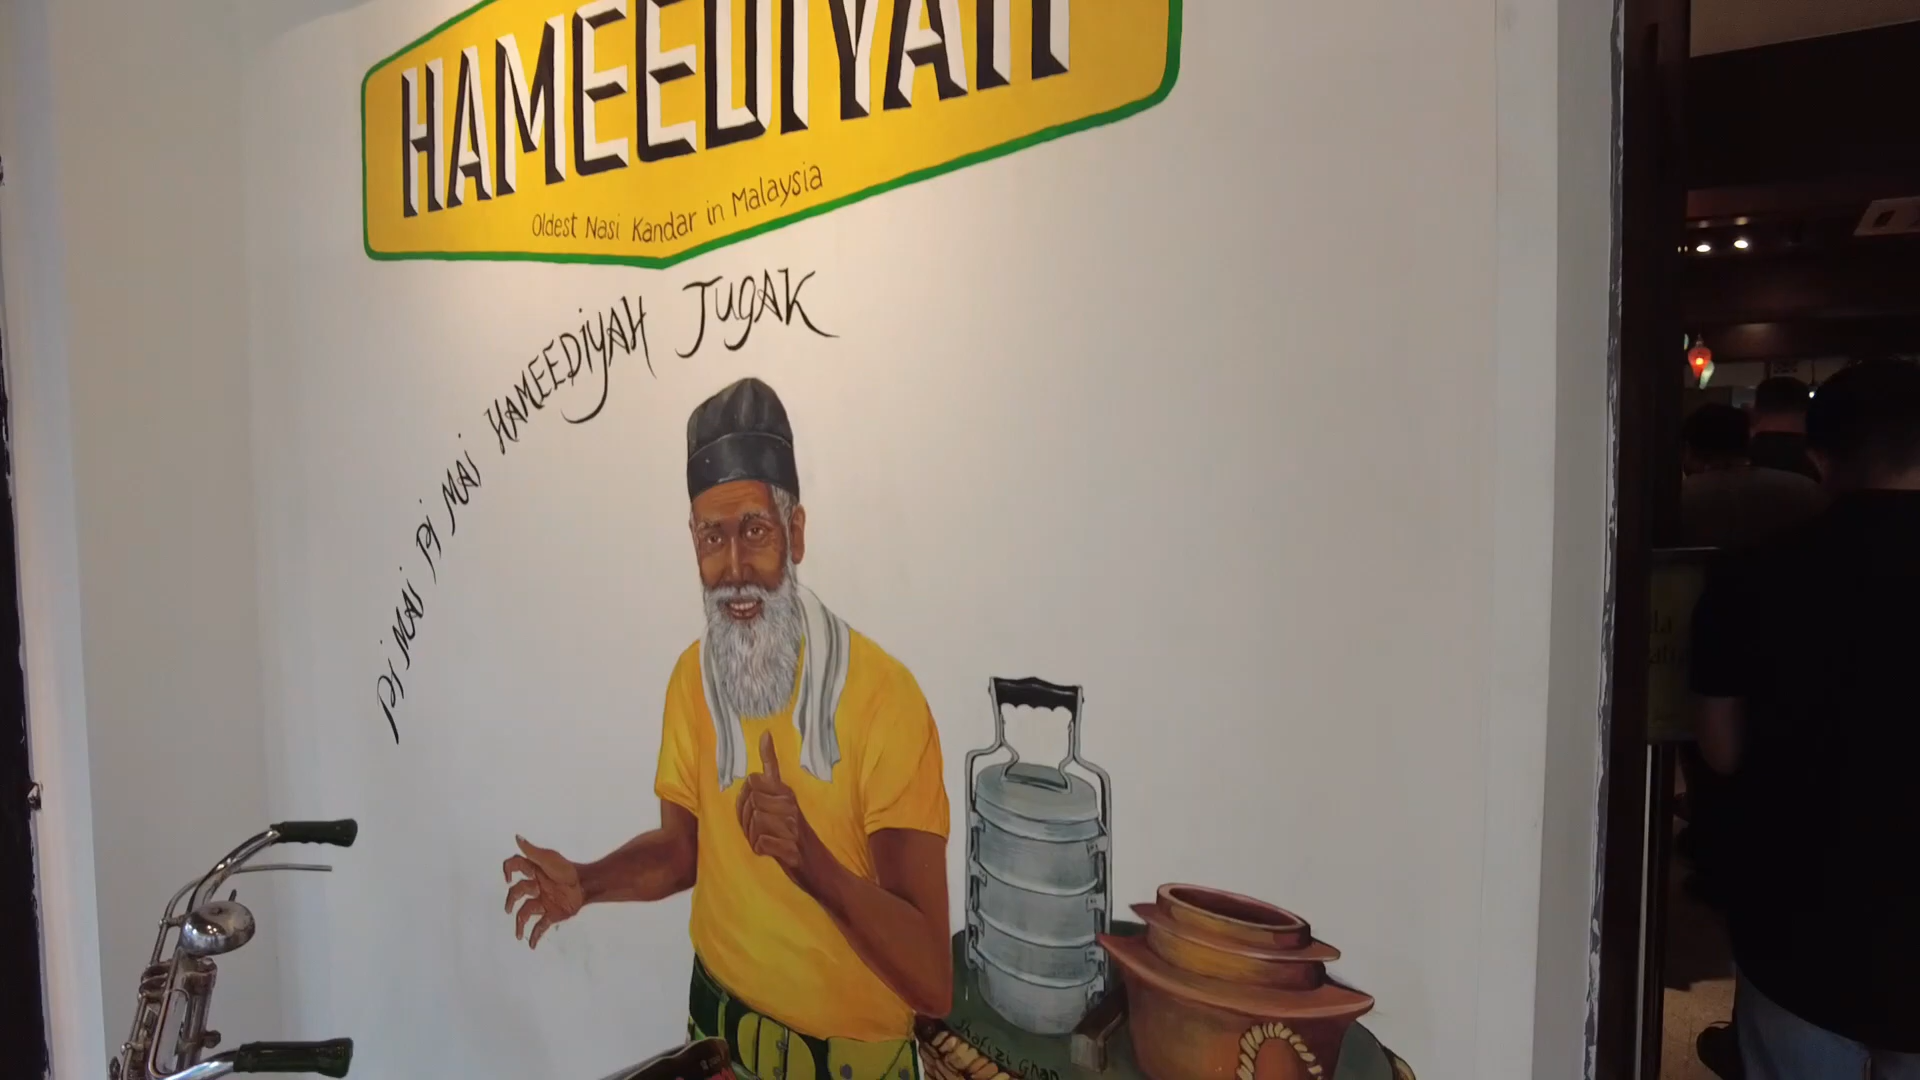 HAMEEDIYAH
Oldest Nasi Kandar in Malaysia
Pi MAi Pi MAi HAMEEDiyAH JugAK